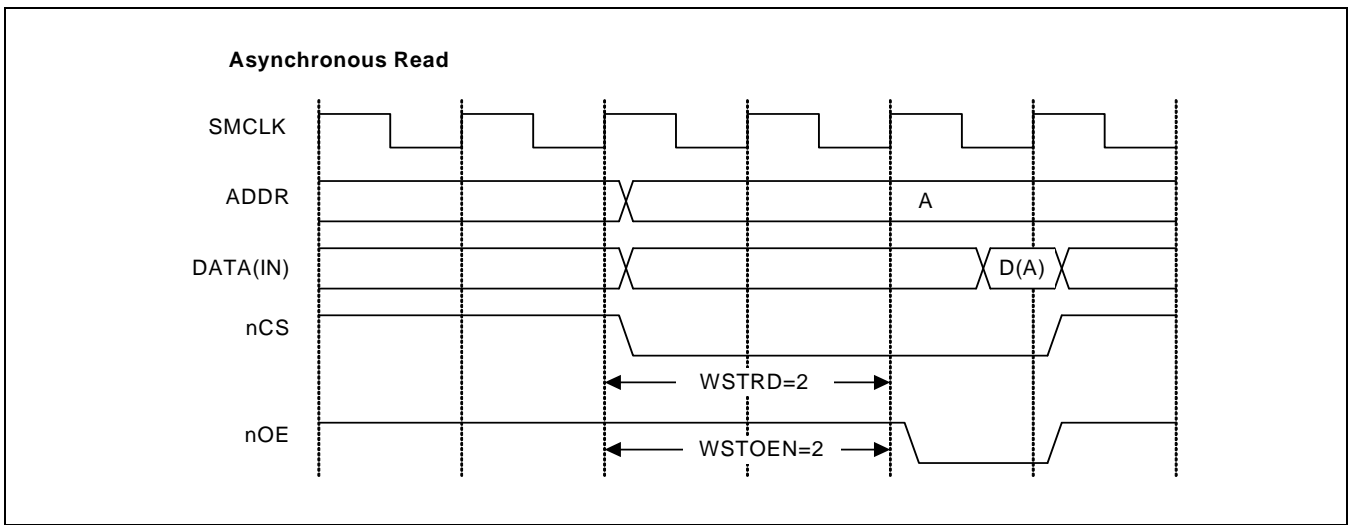 Asynchronous Read
SMCLK
ADDR
A
DATA(IN)
D(A)
nCS
WSTRD=2
nOE
WSTOEN=2